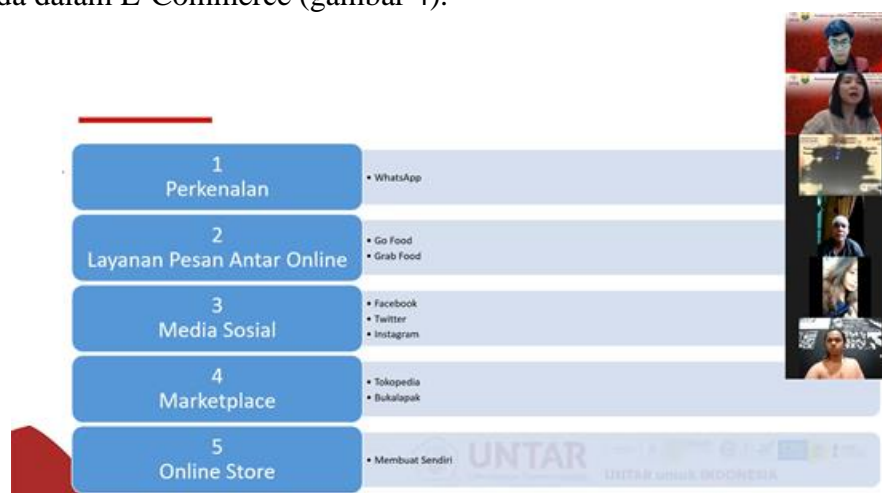 da dalam E-Commerce (gambar 4).
1
Perkenalan
• WhatsApp
2
Layanan Pesan Antar Online
• Go Food
• Grab Food
3
Media Sosial
• Facebook
• Twitter
• Instagram
4
Marketplace
• Tokopedia
• Bukalapak
5
Online Store
• Membuat Sendiri
UNTAR
UNTAR untuk INDONESIA